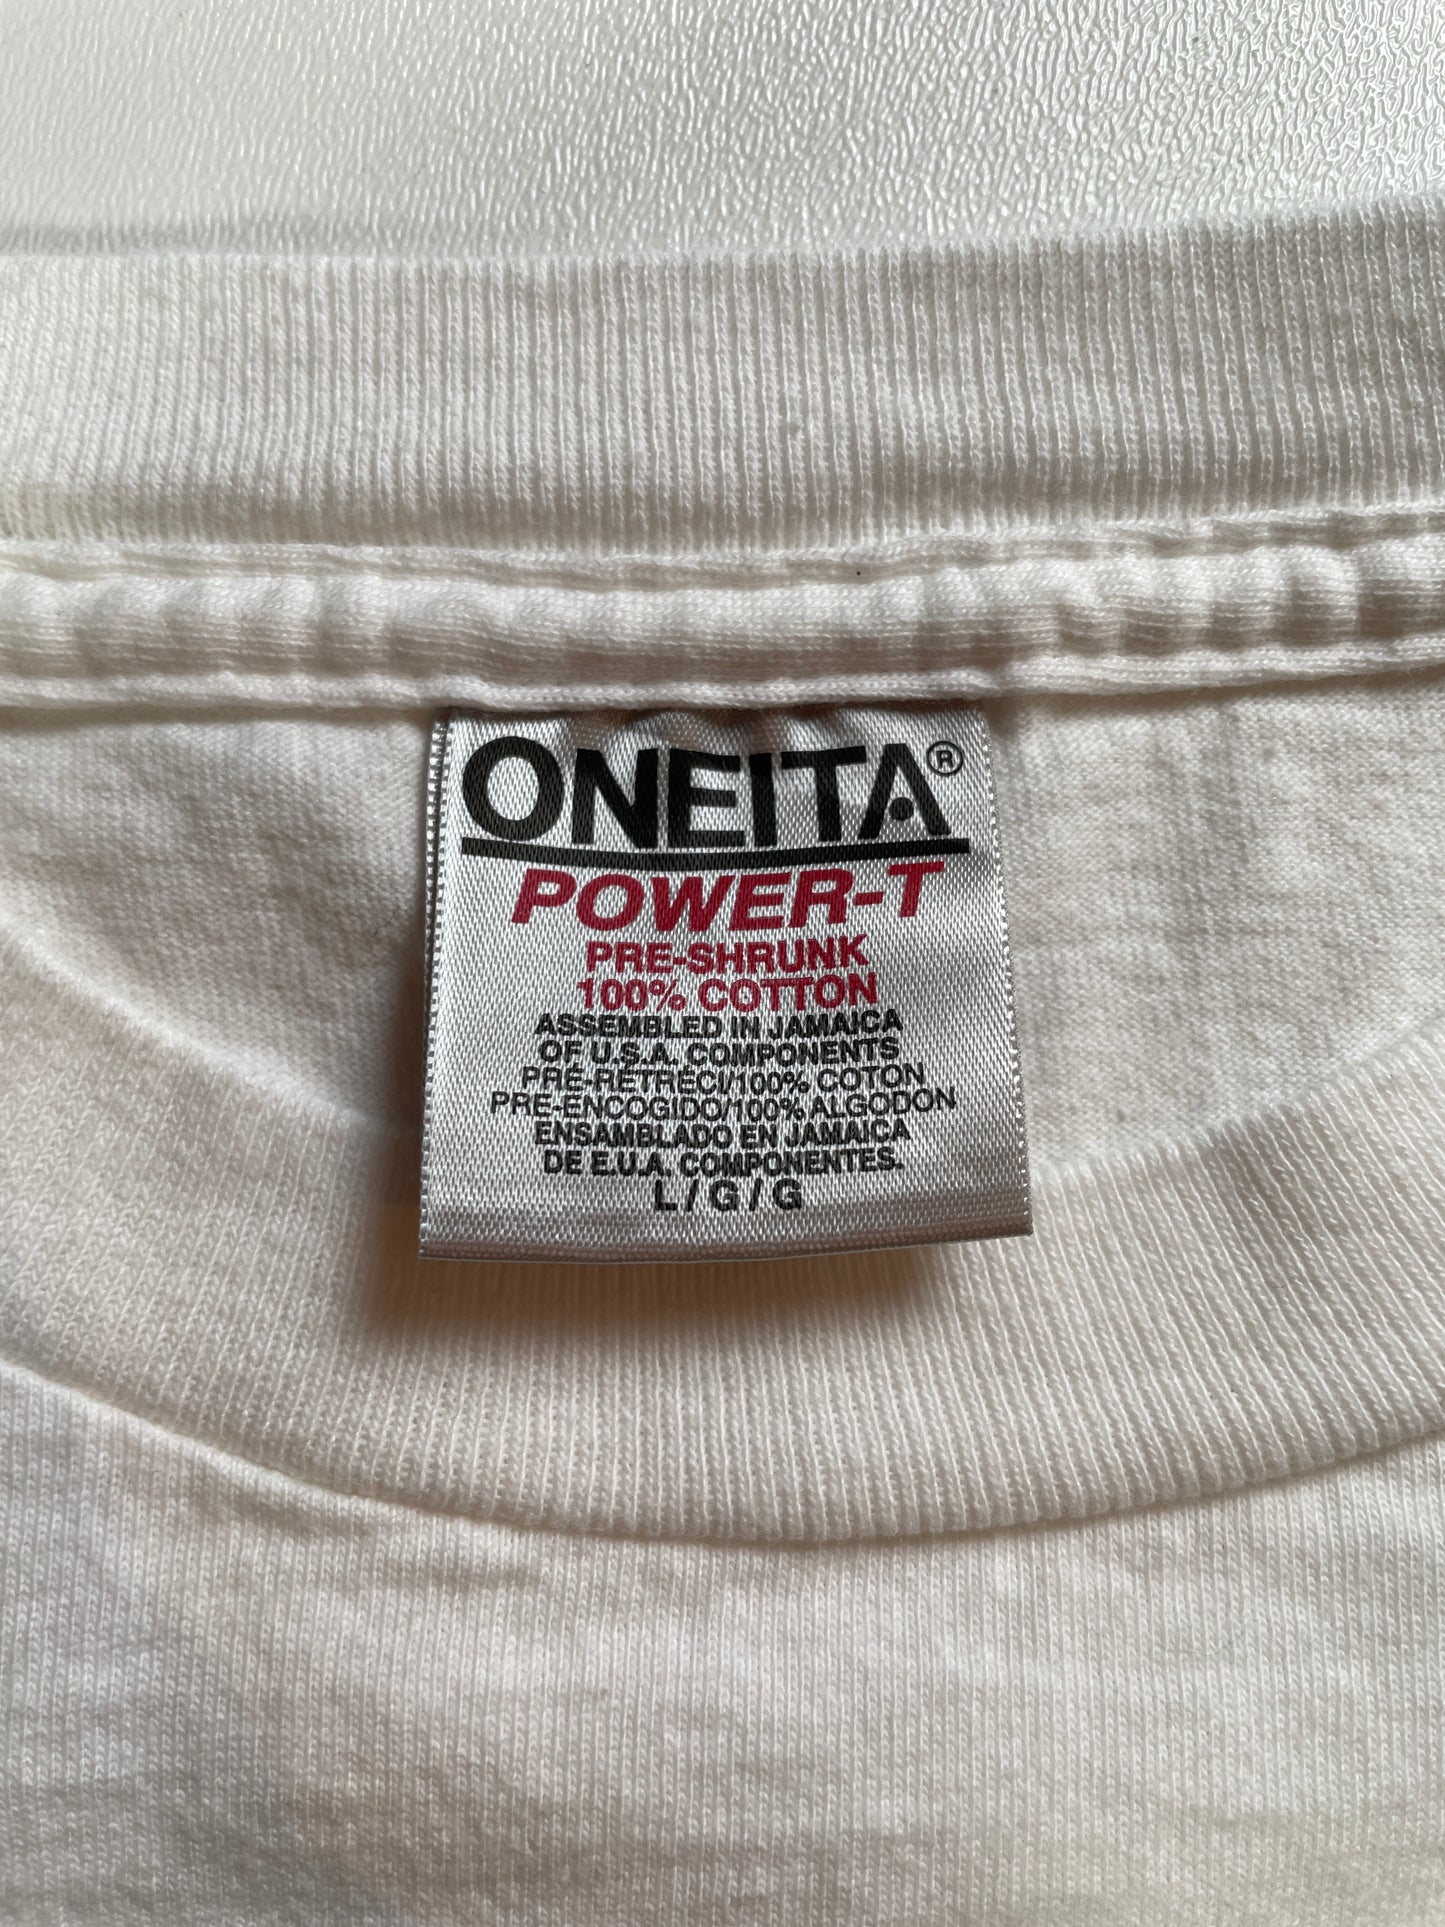 ONEITA®
POWER-T
PRE-SHRUNK
100% COTTON
ASSEMBLED IN JAMAICA
OF U.S.A. COMPONENTS
PRÉ-RÉTRÉCI/100% COTON
PRE-ENCOGIDO/100% ALGODON
ENSAMBLADO EN JAMAICA
DE E.U.A. COMPONENTES.
L/G/G